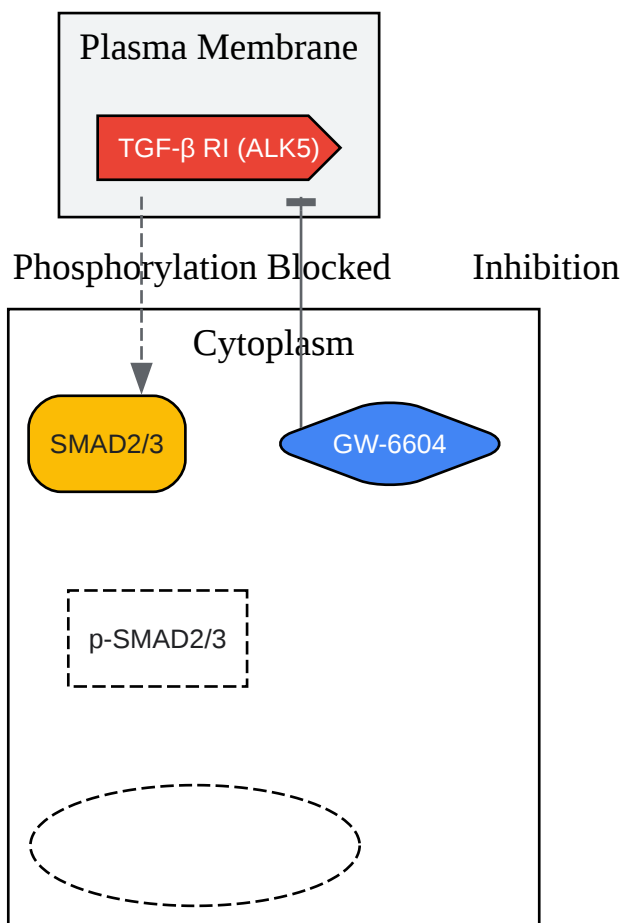 Plasma Membrane
TGF-β RI (ALK5)
Phosphorylation Blocked
Inhibition
Cytoplasm
SMAD2/3
GW-6604
p-SMAD2/3